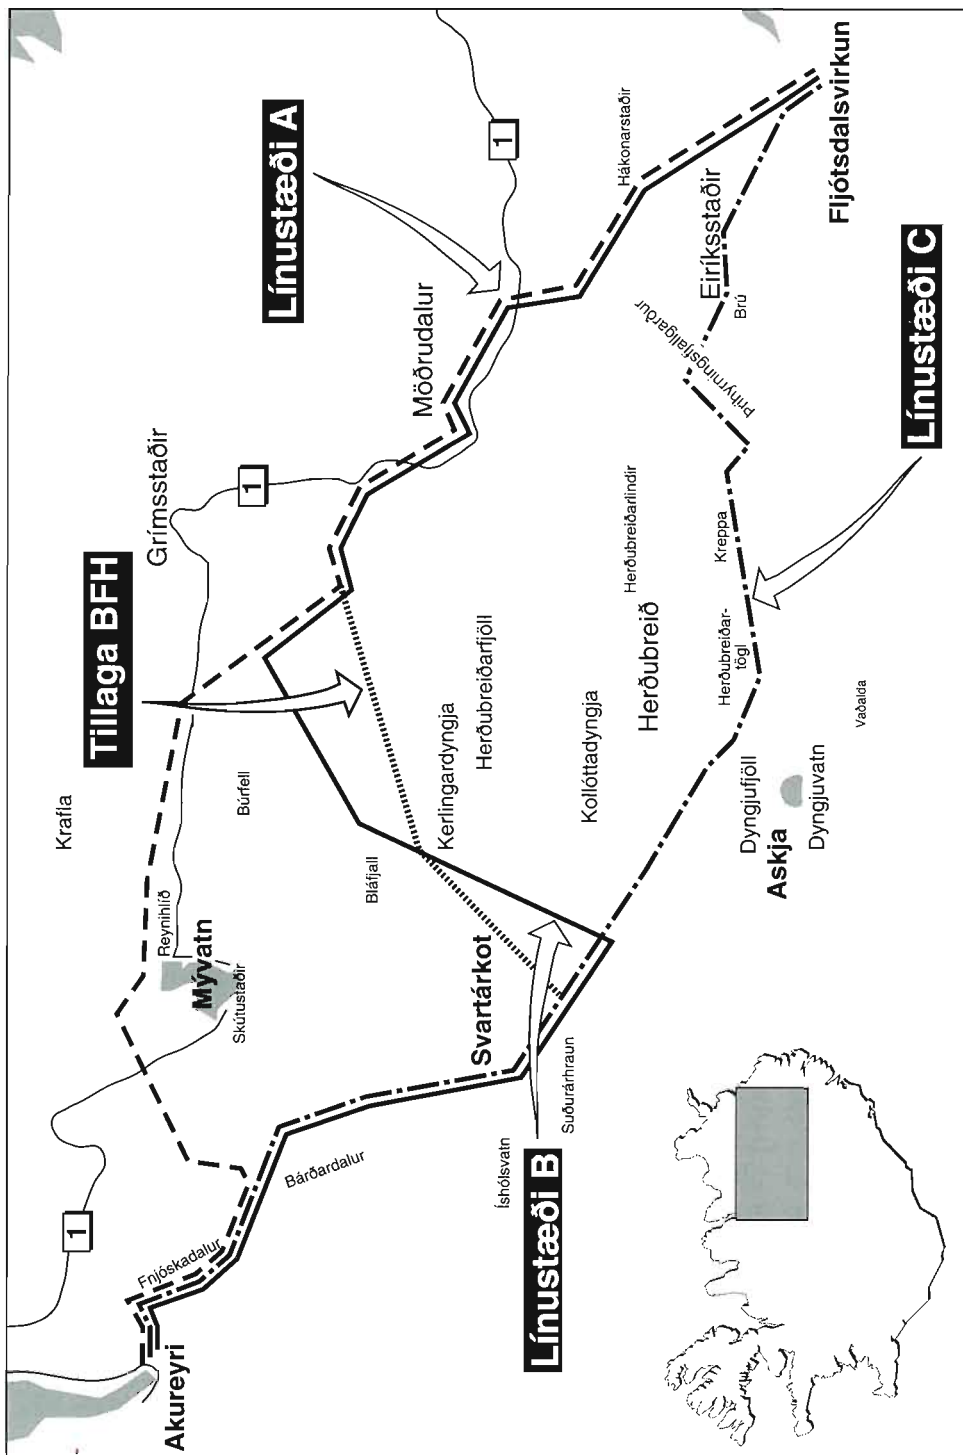 Akureyri
Fnjóskadalur
1
Bárðardalur
Línustæði B
Íshólsvatn
Suðurárhraun
Svartárkot
Skútustaðir
Mývatn
Reynihlíð
Krafla
Búrfell
Bláfjall
Tillaga BFH
Kerlingardyngja
Herðubreiðarfjöll
Kollóttadyngja
Dyngjufjöll
Askja
Dyngjuvatn
Vaðalda
Herðubreið
Herðubreiðar-
tögl
Herðubreiðarlindir
Kreppa
Grímsstaðir
1
Möðrudalur
Línustæði A
1
Þríhyrningsfjallgarður
Brú
Eiríksstaðir
Hákonarstaðir
Línustæði C
Fljótsdalsvirkun